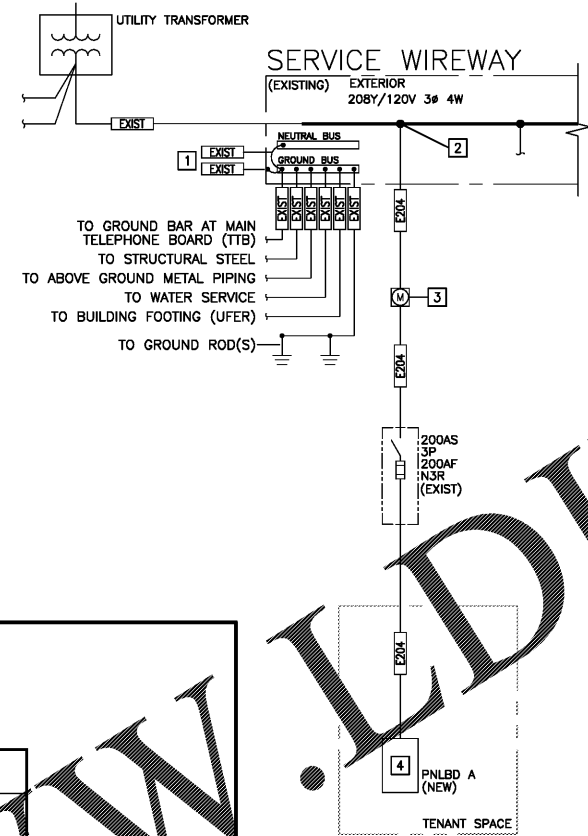 UTILITY TRANSFORMER
SERVICE WIREWAY
(EXISTING) EXTERIOR
208Y/120V 3ø 4W
EXIST
2
NEUTRAL BUS
1
EXIST
EXIST
GROUND BUS
EXIST
EXIST
EXIST
EXIST
EXIST
EXIST
E204
TO GROUND BAR AT MAIN
TELEPHONE BOARD (TTB)
TO STRUCTURAL STEEL
TO ABOVE GROUND METAL PIPING
TO WATER SERVICE
TO BUILDING FOOTING (UFER)
TO GROUND ROD(S)
M
3
E204
200AS
3P
200AF
N3R
(EXIST)
E204
4
PNLBD A
(NEW)
TENANT SPACE
W.LD